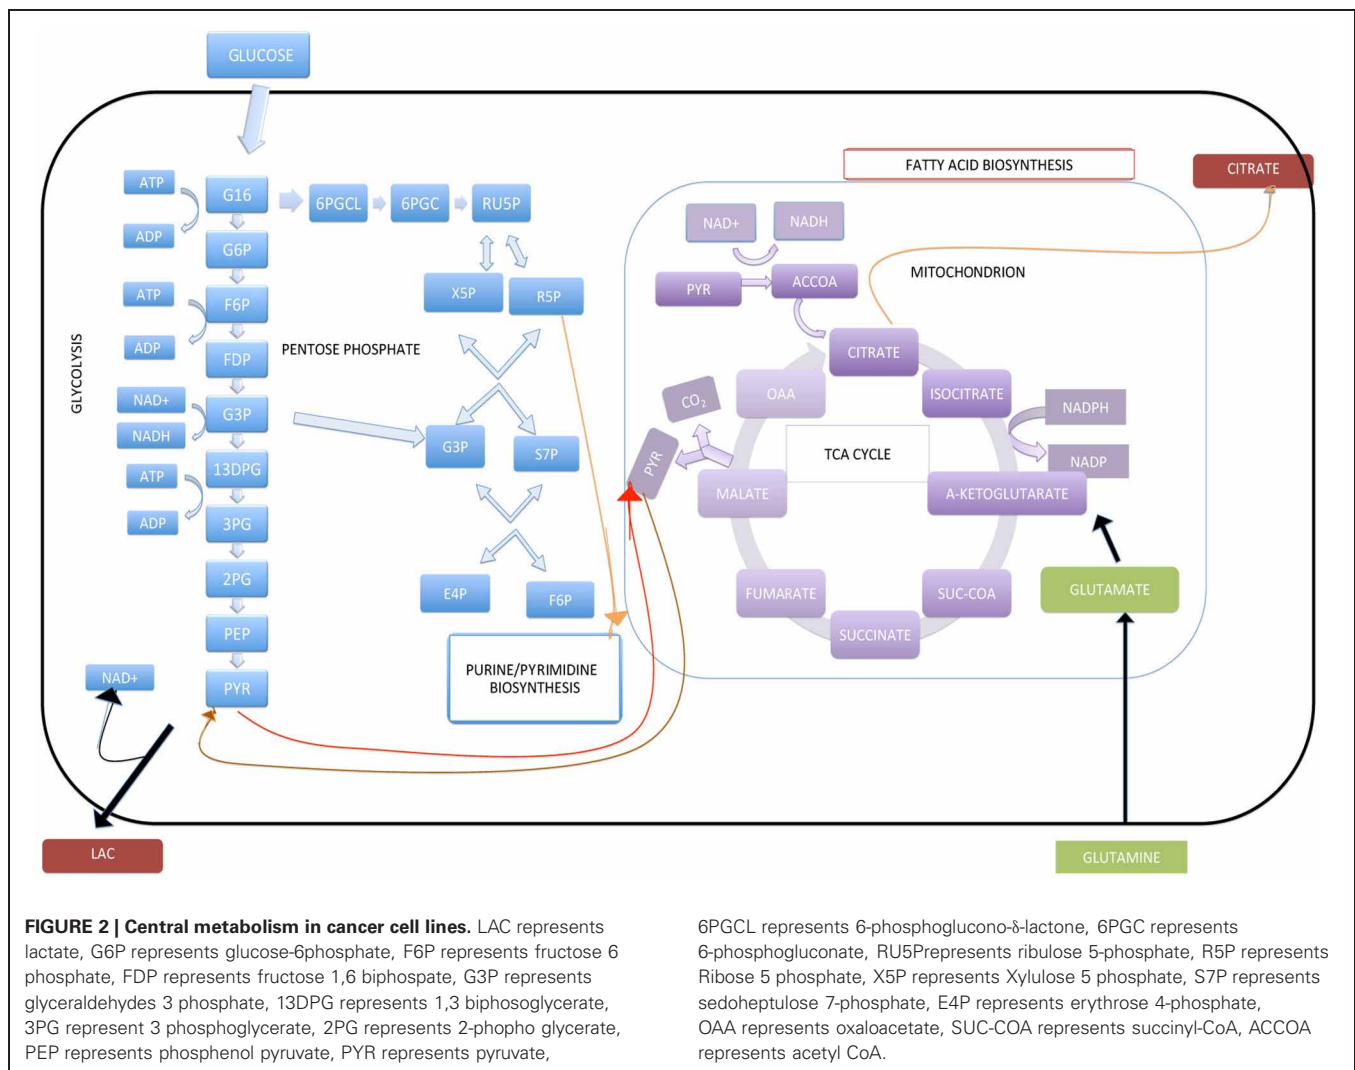 GLUCOSE
FATTY ACID BIOSYNTHESIS
CITRATE
ATP
G16
6PGCL
6PGC
RU5P
ADP
G6P
NAD+
NADH
MITOCHONDRION
PYR
ACCOA
ATP
F6P
X5P
R5P
ADP
FDP
PENTOSE PHOSPHATE
GLYCOLYSIS
CITRATE
OAA
ISOCITRATE
CO2
NADPH
NAD+
NADH
G3P
G3P
S7P
PYR
TCA CYCLE
NADP
ATP
13DPG
MALATE
A-KETOGLUTARATE
ADP
3PG
2PG
E4P
F6P
FUMARATE
SUC-COA
GLUTAMATE
PEP
SUCCINATE
PURINE/PYRIMIDINE
BIOSYNTHESIS
NAD+
PYR
LAC
GLUTAMINE
FIGURE 2 | Central metabolism in cancer cell lines. LAC represents
lactate, G6P represents glucose-6phosphate, F6P represents fructose 6
phosphate, FDP represents fructose 1,6 biphospate, G3P represents
glyceraldehydes 3 phosphate, 13DPG represents 1,3 biphosoglycerate,
3PG represent 3 phosphoglycerate, 2PG represents 2-phopho glycerate,
PEP represents phosphenol pyruvate, PYR represents pyruvate,
6PGCL represents 6-phosphoglucono-δ-lactone, 6PGC represents
6-phosphogluconate, RU5Prepresents ribulose 5-phosphate, R5P represents
Ribose 5 phosphate, X5P represents Xylulose 5 phosphate, S7P represents
sedoheptulose 7-phosphate, E4P represents erythrose 4-phosphate,
OAA represents oxaloacetate, SUC-COA represents succinyl-CoA, ACCOA
represents acetyl CoA.